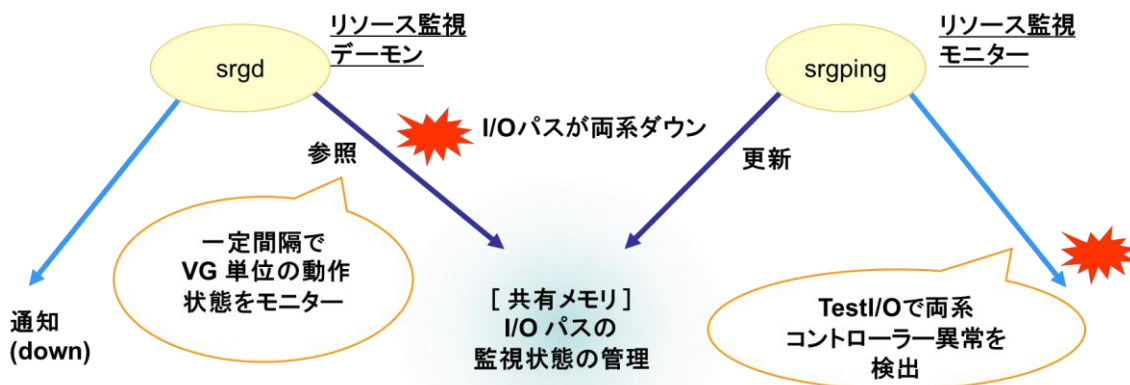 srgd
リソース監視
デーモン
srgping
リソース監視
モニター
I/Oパスが両系ダウン
参照
更新
一定間隔で
VG 単位の動作
状態をモニター
通知
(down)
[ 共有メモリ ]
I/O パスの
監視状態の管理
TestI/Oで両系
コントローラー異常を
検出